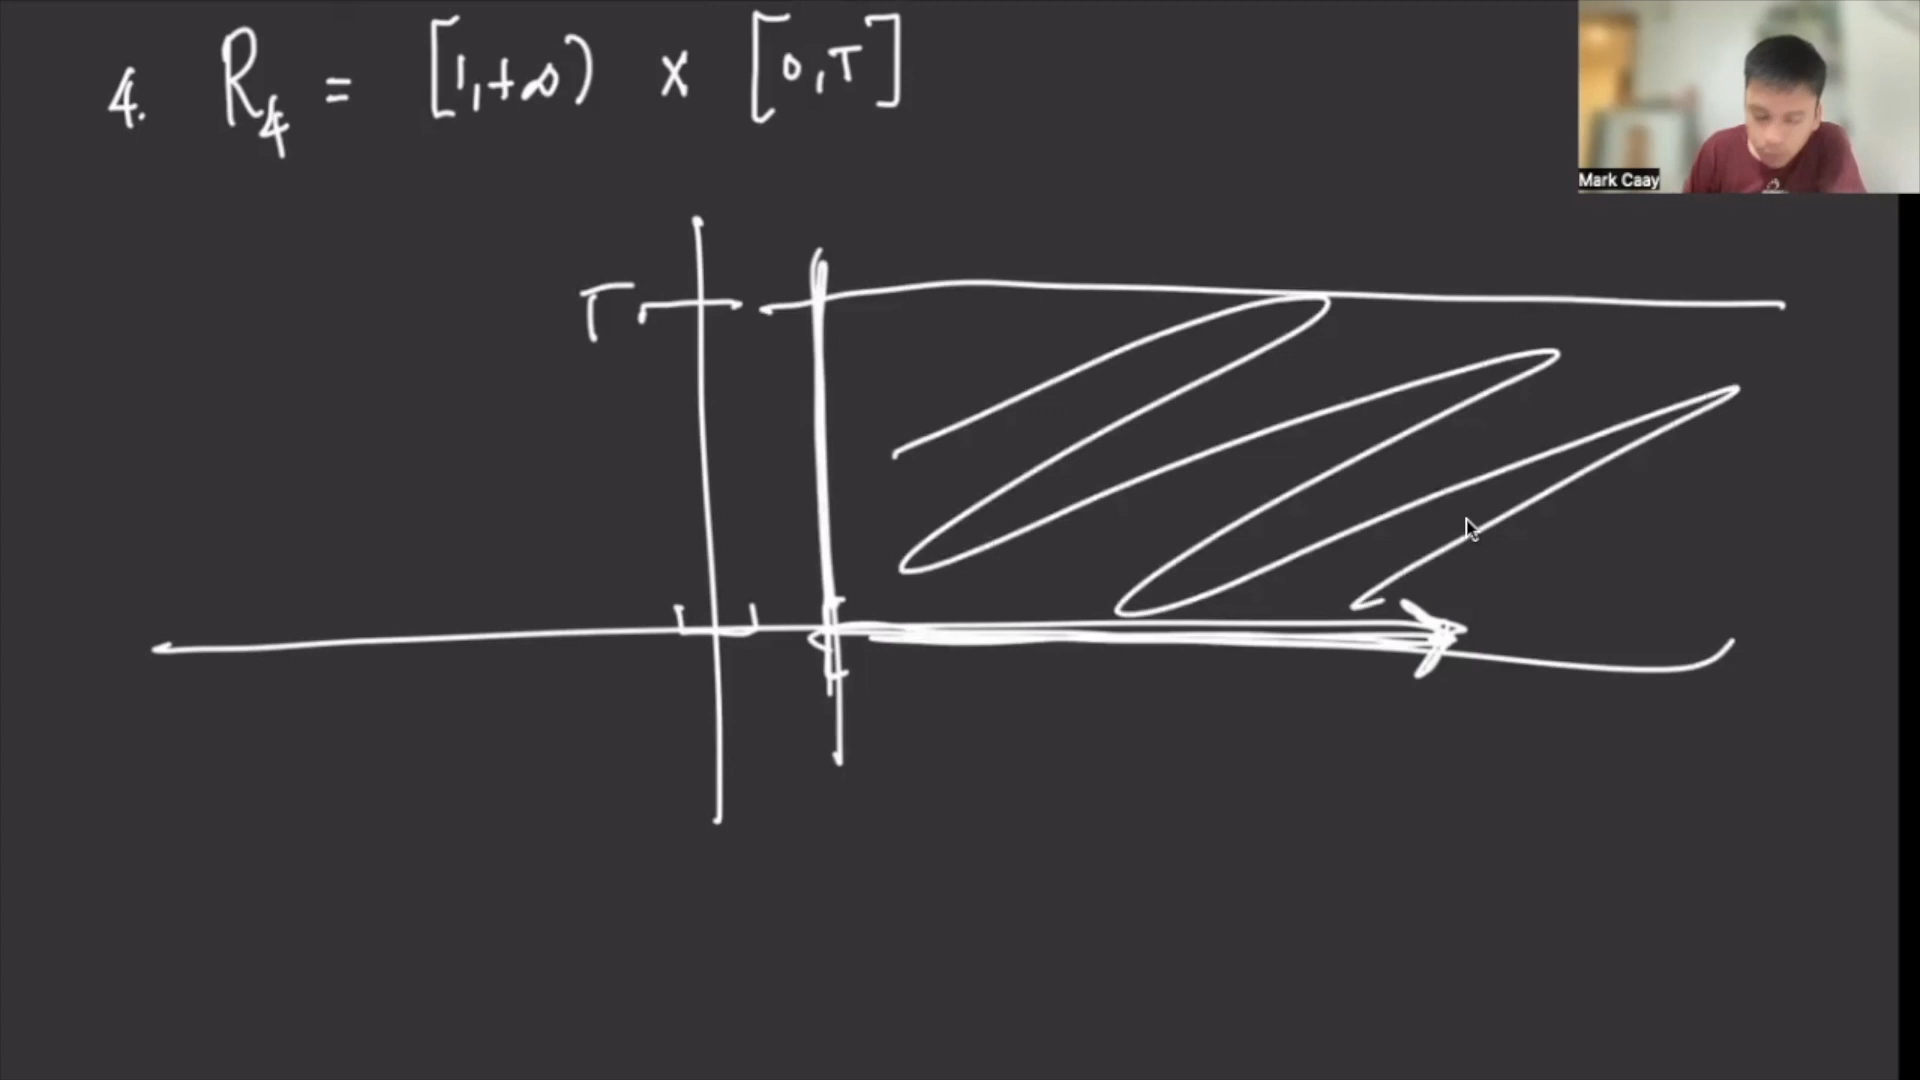 4. R₄ = [1,+∞) x [0,T]
Mark Caay
T